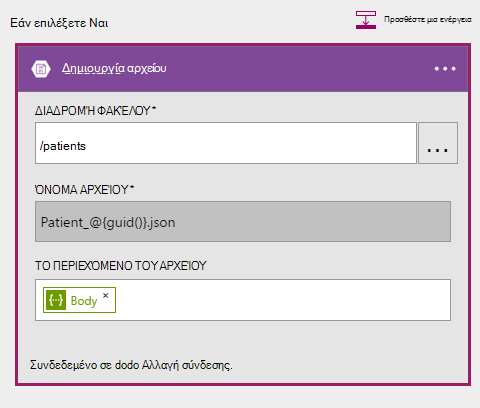 Εάν επιλέξετε Ναι
Προσθέστε μια ενέργεια
Δημιουργία αρχείου
ΔΙΑΔΡΟΜΉ ΦΑΚΈΛΟΥ*
/patients
...
ΌΝΟΜΑ ΑΡΧΕΊΟΥ*
Patient_@{guid()}.json
ΤΟ ΠΕΡΙΕΧΌΜΕΝΟ ΤΟΥ ΑΡΧΕΊΟΥ
Body ×
Συνδεδεμένο σε dodo Αλλαγή σύνδεσης.